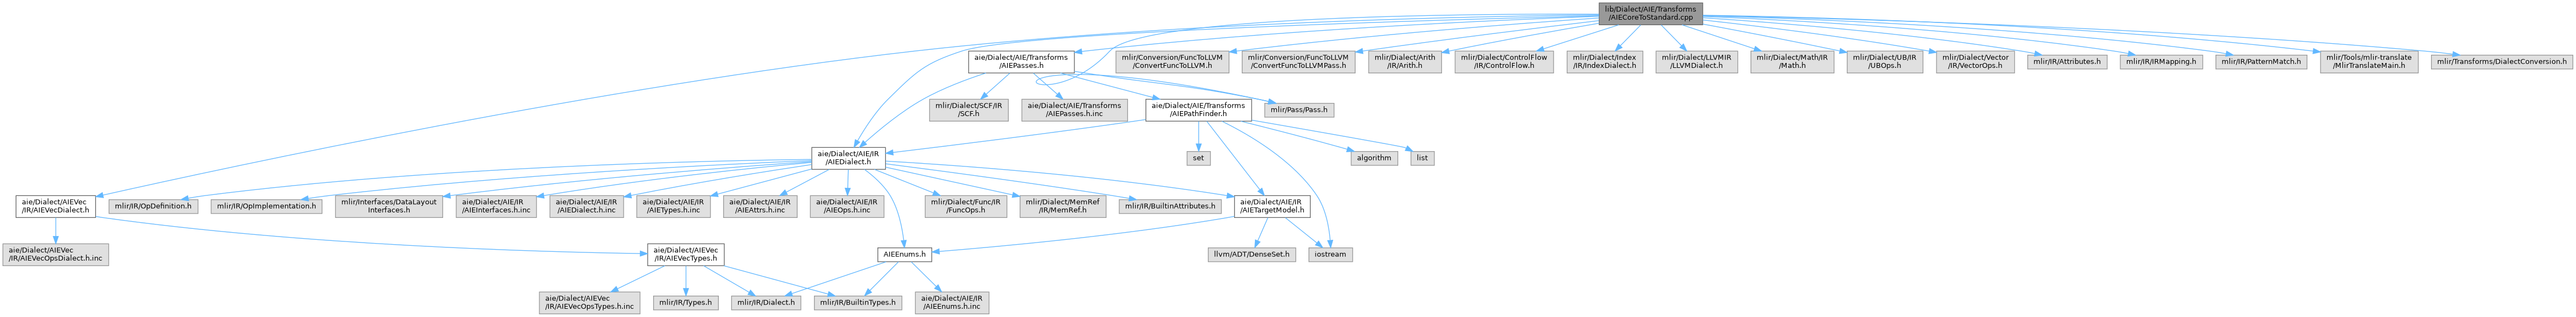 lib/Dialect/AIE/Transforms
/AIECoreToStandard.cpp
aie/Dialect/AIE/Transforms
/AIEPasses.h
mlir/Conversion/FuncToLLVM
/ConvertFuncToLLVM.h
mlir/Conversion/FuncToLLVM
/ConvertFuncToLLVMPass.h
mlir/Dialect/Arith
/IR/Arith.h
mlir/Dialect/ControlFlow
/IR/ControlFlow.h
mlir/Dialect/Index
/IR/IndexDialect.h
mlir/Dialect/LLVMIR
/LLVMDialect.h
mlir/Dialect/Math/IR
/Math.h
mlir/Dialect/UB/IR
/UBOps.h
mlir/Dialect/Vector
/IR/VectorOps.h
mlir/IR/Attributes.h
mlir/IR/IRMapping.h
mlir/IR/PatternMatch.h
mlir/Tools/mlir-translate
/MlirTranslateMain.h
mlir/Transforms/DialectConversion.h
mlir/Dialect/SCF/IR
/SCF.h
aie/Dialect/AIE/Transforms
/AIEPasses.h.inc
aie/Dialect/AIE/Transforms
/AIEPathFinder.h
mlir/Pass/Pass.h
aie/Dialect/AIE/IR
/AIEDialect.h
set
algorithm
list
aie/Dialect/AIEVec
/IR/AIEVecDialect.h
mlir/IR/OpDefinition.h
mlir/IR/OpImplementation.h
mlir/Interfaces/DataLayout
Interfaces.h
aie/Dialect/AIE/IR
/AIEInterfaces.h.inc
aie/Dialect/AIE/IR
/AIEDialect.h.inc
aie/Dialect/AIE/IR
/AIETypes.h.inc
aie/Dialect/AIE/IR
/AIEAttrs.h.inc
aie/Dialect/AIE/IR
/AIEOps.h.inc
mlir/Dialect/Func/IR
/FuncOps.h
mlir/Dialect/MemRef
/IR/MemRef.h
mlir/IR/BuiltinAttributes.h
aie/Dialect/AIE/IR
/AIETargetModel.h
aie/Dialect/AIEVec
/IR/AIEVecOpsDialect.h.inc
aie/Dialect/AIEVec
/IR/AIEVecTypes.h
AIEEnums.h
llvm/ADT/DenseSet.h
iostream
aie/Dialect/AIEVec
/IR/AIEVecOpsTypes.h.inc
mlir/IR/Types.h
mlir/IR/Dialect.h
mlir/IR/BuiltinTypes.h
aie/Dialect/AIE/IR
/AIEEnums.h.inc